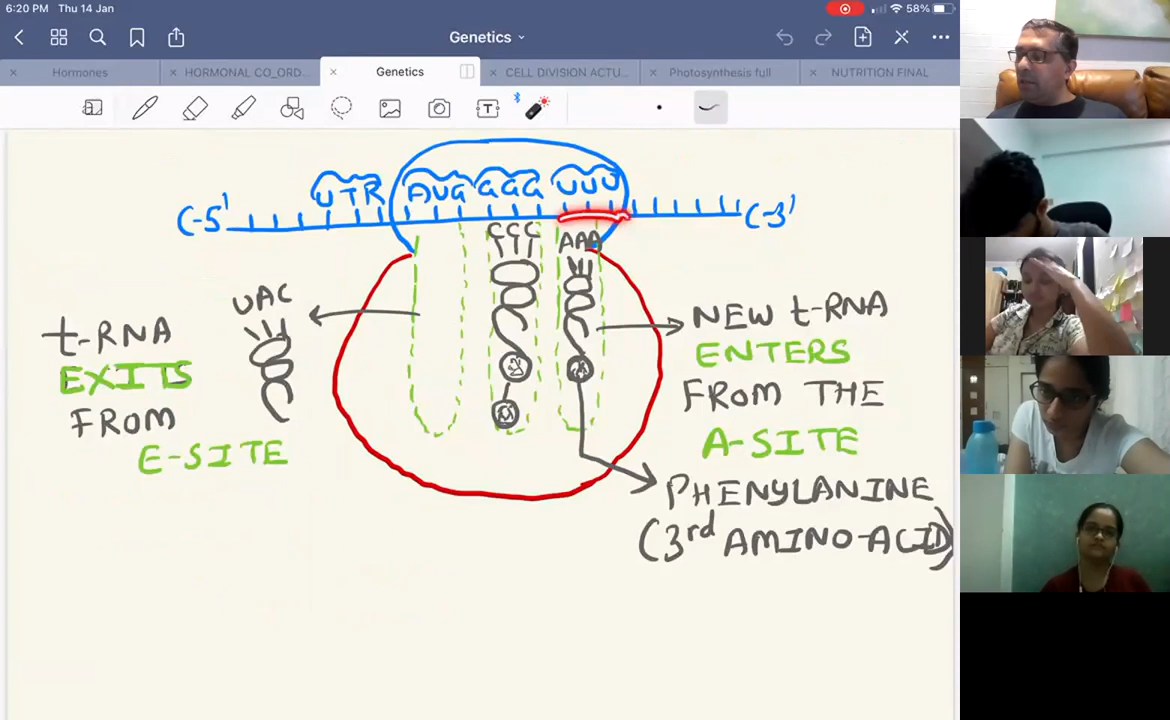 6:20 PM Thu 14 Jan
58%
Genetics
Hormones
HORMONAL CO_ORD...
Genetics
CELL DIVISION ACTU...
Photosynthesis full
NUTRITION FINAL
UTR AUG GGG UUU
(-5'
(-3'
CCC AAA
UAC
t-RNA
EXITS
FROM
E-SITE
NEW t-RNA
ENTERS
FROM THE
A-SITE
PHENYLANINE
(3rd AMINO-ACID)